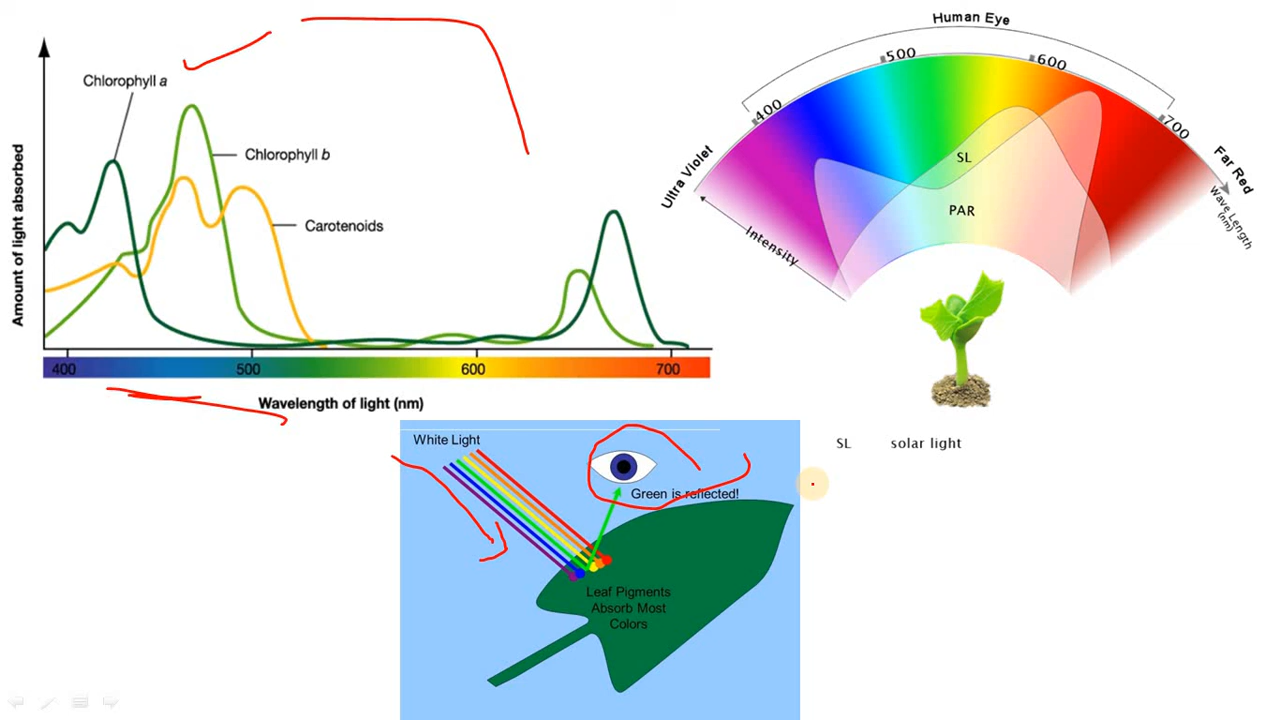 Chlorophyll a
Chlorophyll b
Carotenoids
Amount of light absorbed
400 500 600 700
Wavelength of light (nm)
Human Eye
400 500 600 700
Ultra Violet
Far Red
Wave Length
(nm)
Intensity
SL
PAR
SL solar light
White Light
Green is reflected!
Leaf Pigments
Absorb Most
Colors